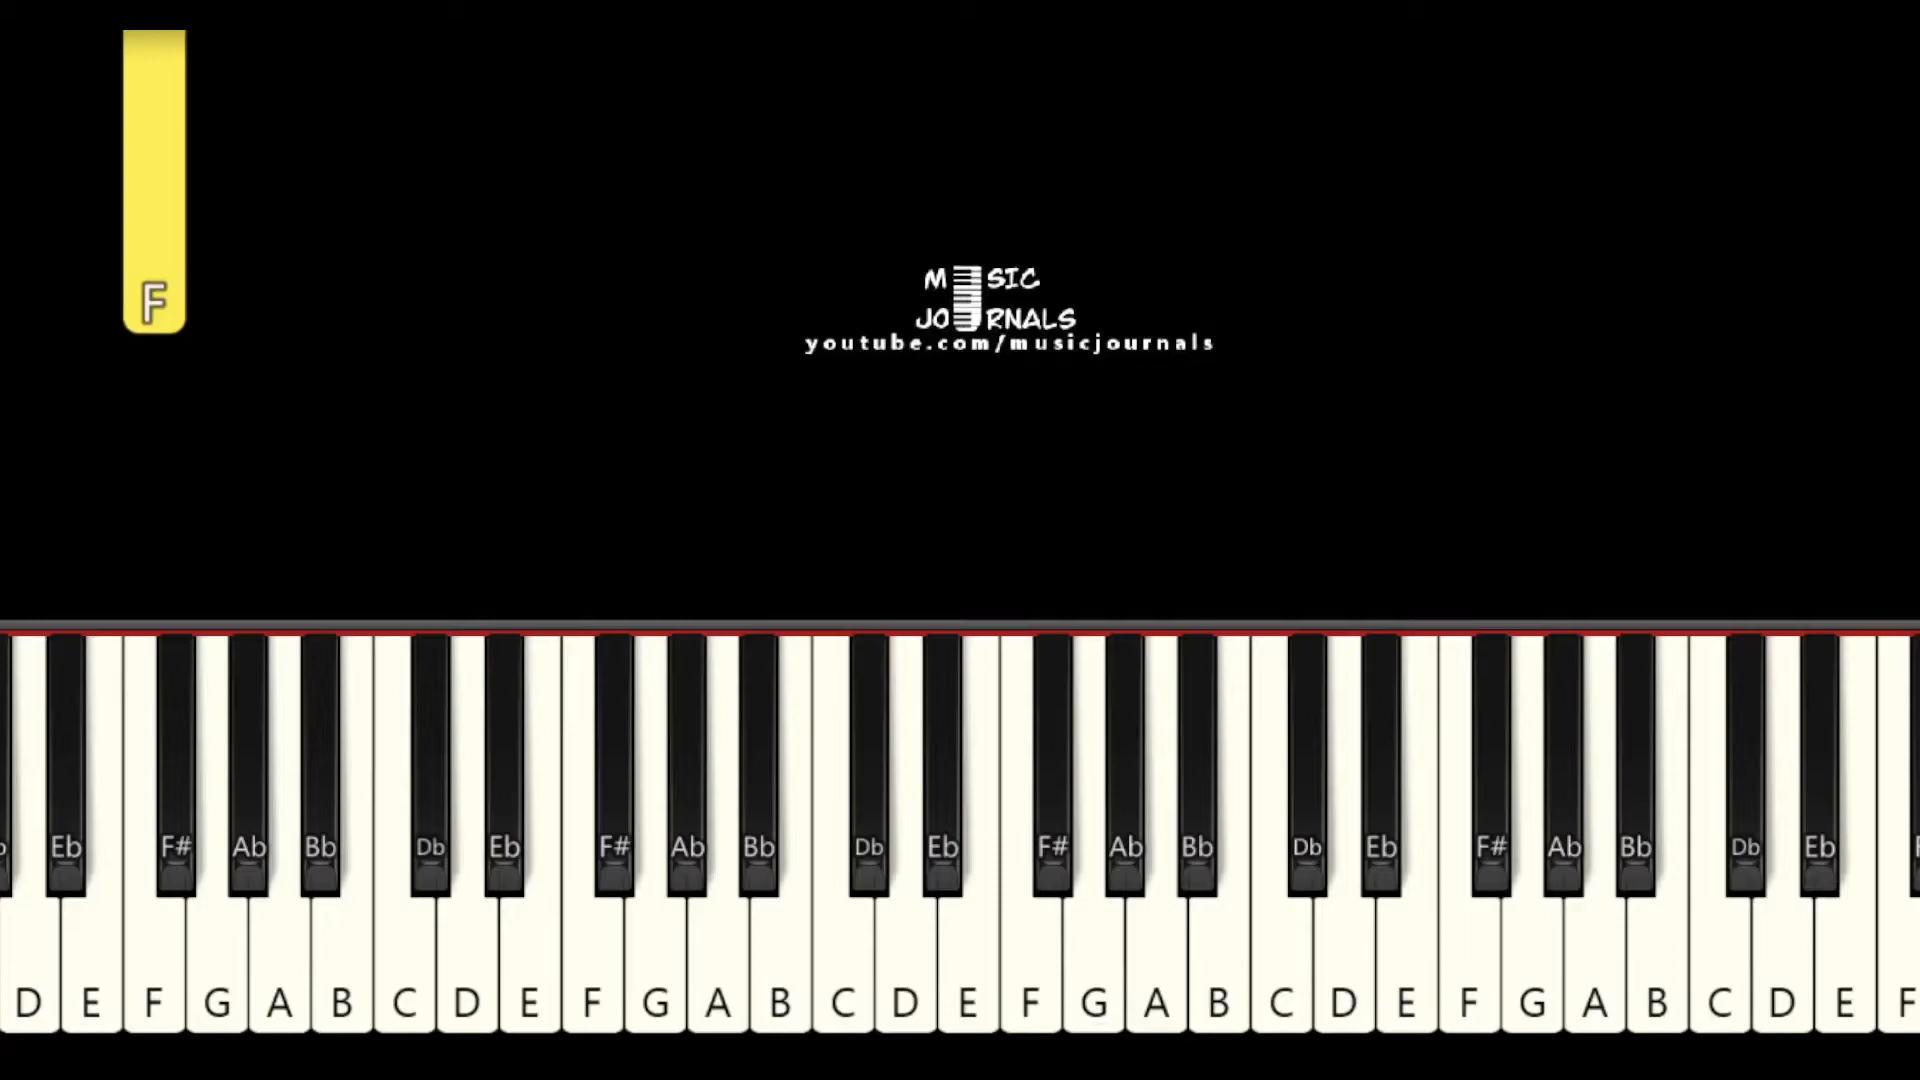 F
MUSIC
JOURNALS
youtube.com/musicjournals
Eb F# Ab Bb Db Eb F# Ab Bb Db Eb F# Ab Bb Db Eb F# Ab Bb Db Eb
D E F G A B C D E F G A B C D E F G A B C D E F G A B C D E F